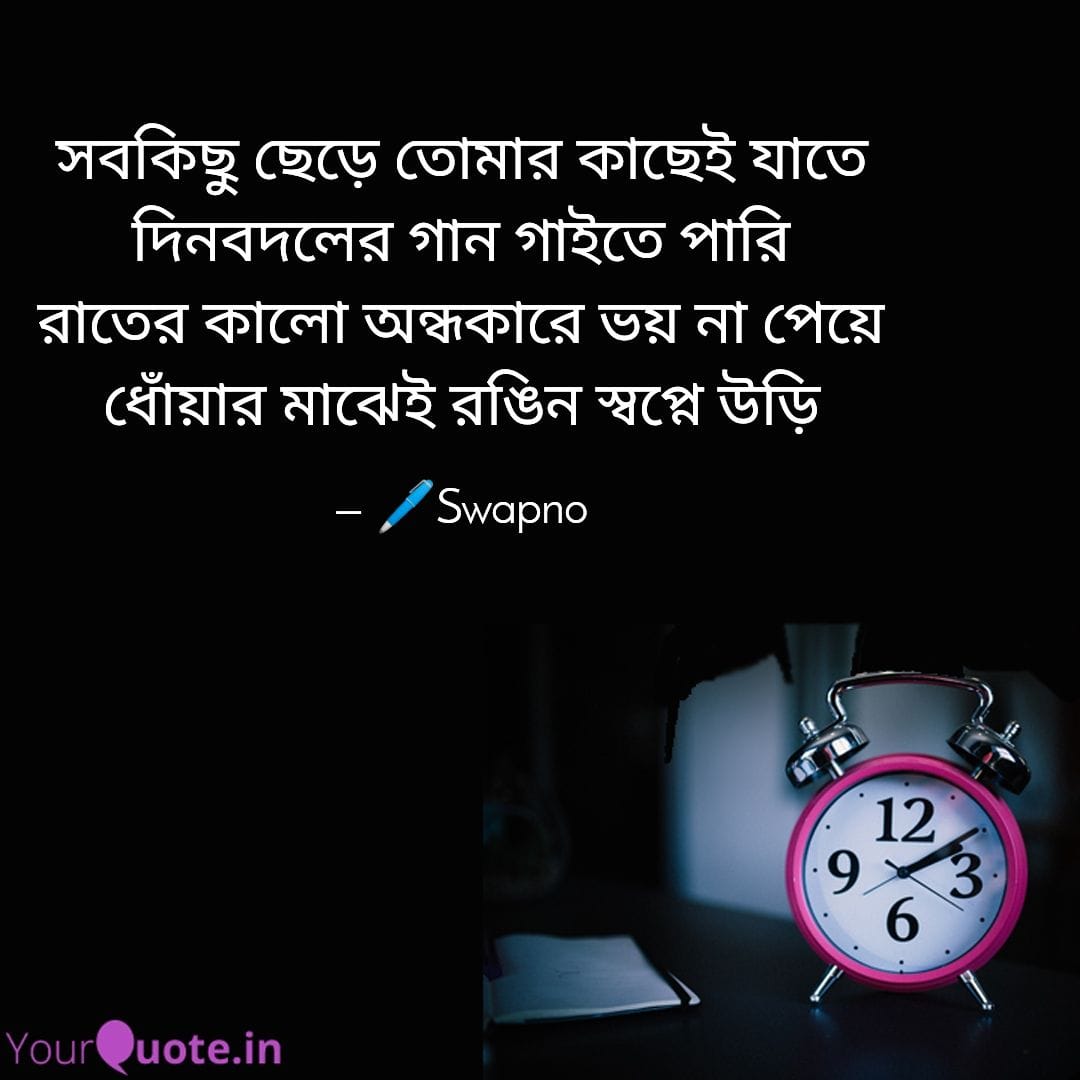 সবকিছু ছেড়ে তোমার কাছেই যাতে
দিনবদলের গান গাইতে পারি
রাতের কালো অন্ধকারে ভয় না পেয়ে
ধোঁয়ার মাঝেই রঙিন স্বপ্নে উড়ি
– 🖊️Swapno
12
9 3
6
YourQuote.in